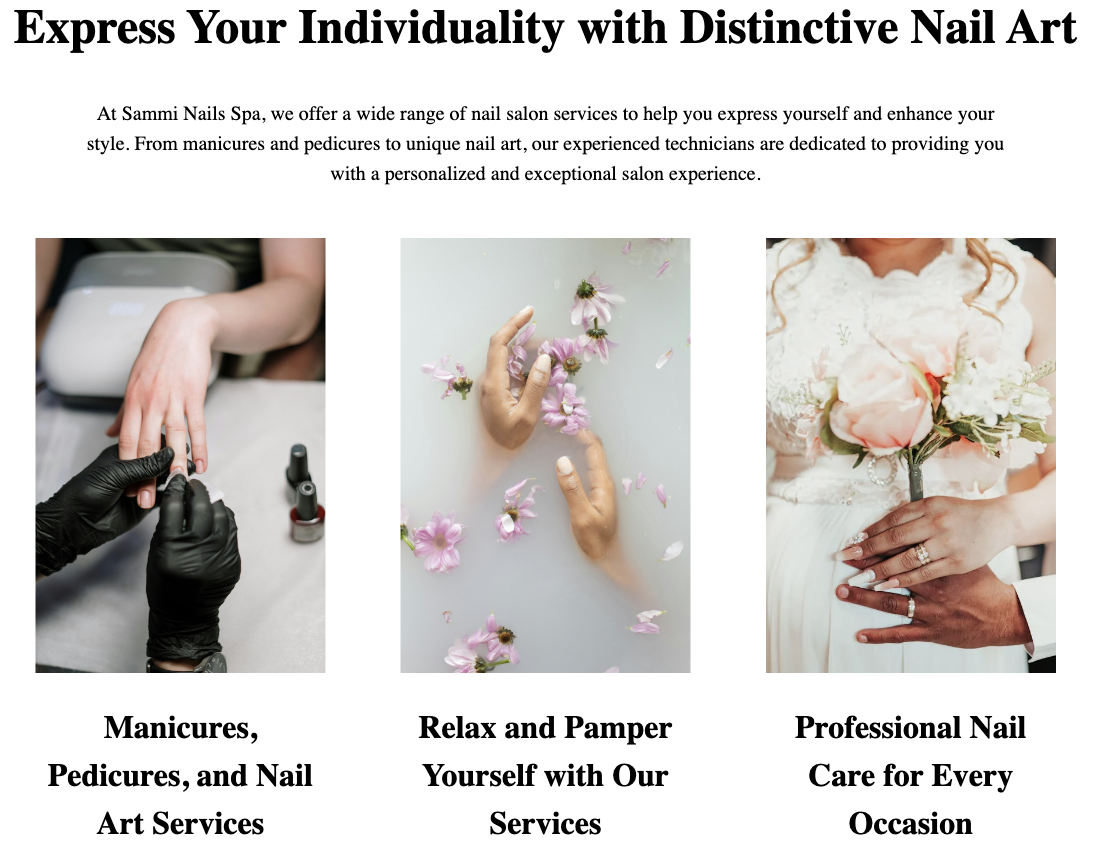 Express Your Individuality with Distinctive Nail Art
At Sammi Nails Spa, we offer a wide range of nail salon services to help you express yourself and enhance your
style. From manicures and pedicures to unique nail art, our experienced technicians are dedicated to providing you
with a personalized and exceptional salon experience.
Manicures,
Pedicures, and Nail
Art Services
Relax and Pamper
Yourself with Our
Services
Professional Nail
Care for Every
Occasion